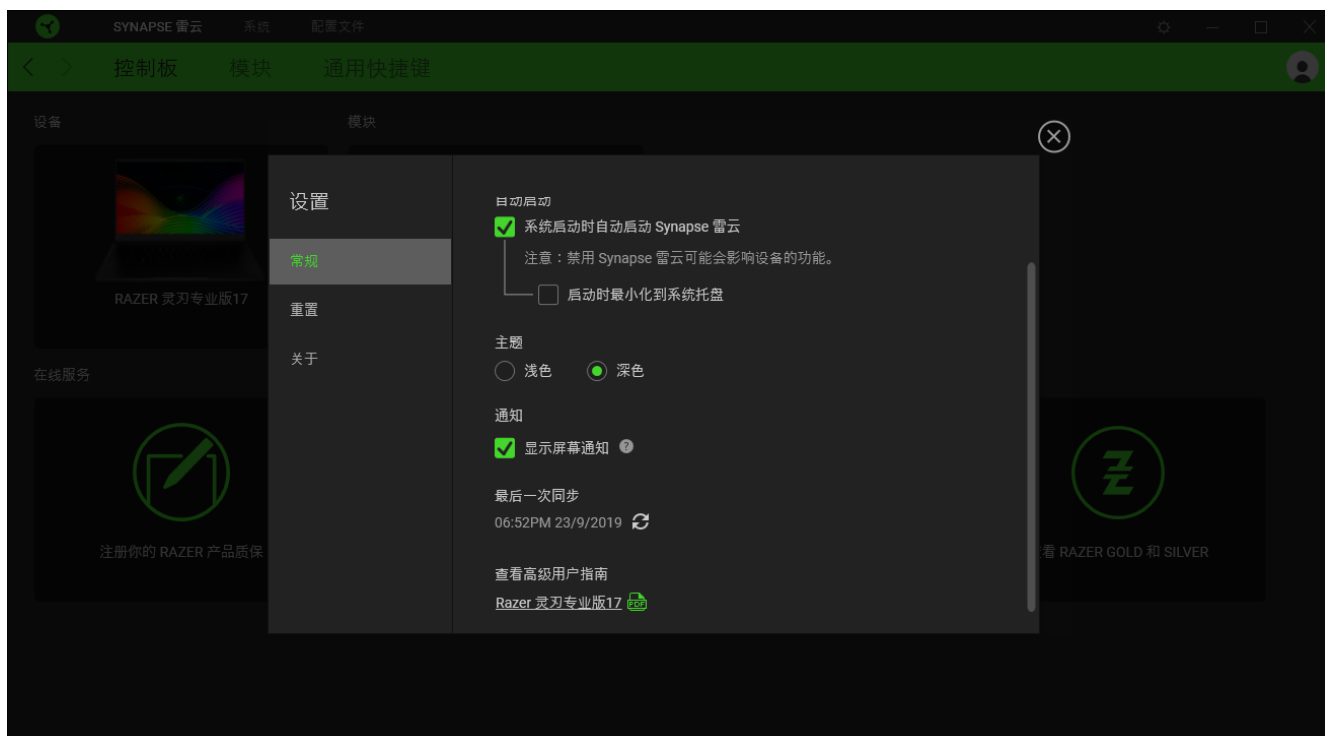 SYNAPSE 雷云 系统 配置文件
控制板 模块 通用快捷键
设备 模块
RAZER 灵刃专业版17
在线服务
注册你的 RAZER 产品质保
看 RAZER GOLD 和 SILVER
设置
常规
重置
关于
自动启动
系统启动时自动启动 Synapse 雷云
注意：禁用 Synapse 雷云可能会影响设备的功能。
启动时最小化到系统托盘
主题
浅色 深色
通知
显示屏幕通知 ?
最后一次同步
06:52PM 23/9/2019
查看高级用户指南
Razer 灵刃专业版17 PDF